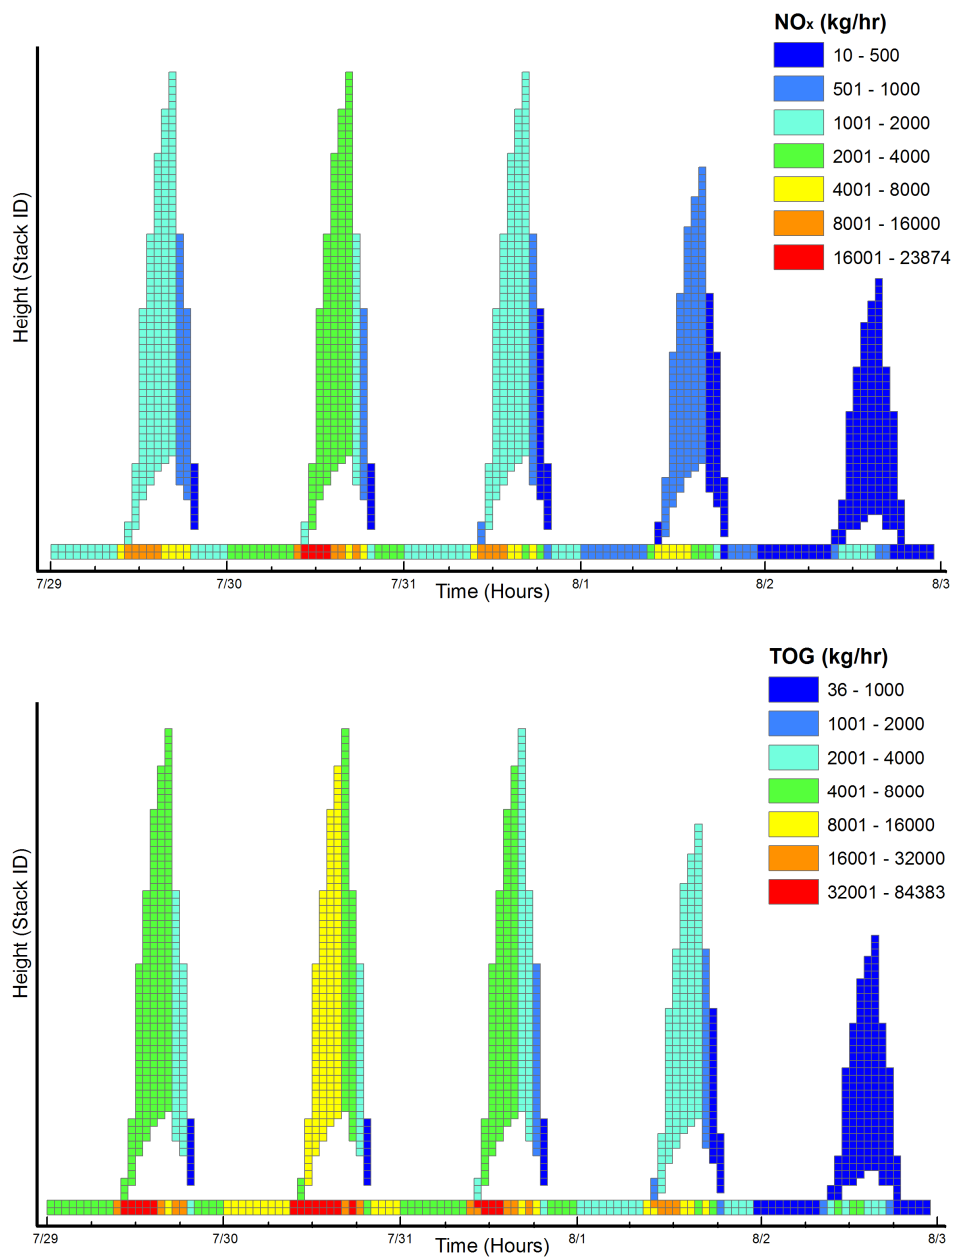 NOx (kg/hr)
10 - 500
501 - 1000
1001 - 2000
2001 - 4000
4001 - 8000
8001 - 16000
16001 - 23874
Height (Stack ID)
7/29 7/30 7/31 8/1 8/2 8/3
Time (Hours)
TOG (kg/hr)
36 - 1000
1001 - 2000
2001 - 4000
4001 - 8000
8001 - 16000
16001 - 32000
32001 - 84383
Height (Stack ID)
7/29 7/30 7/31 8/1 8/2 8/3
Time (Hours)